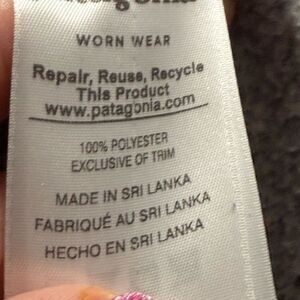 WORN WEAR
Repair, Reuse, Recycle
This Product
www.patagonia.com
100% POLYESTER
EXCLUSIVE OF TRIM
MADE IN SRI LANKA
FABRIQUÉ AU SRI LANKA
HECHO EN SRI LANKA